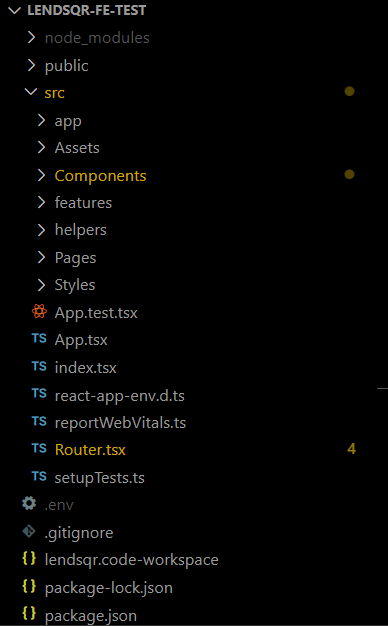 LENDSQR-FE-TEST
node_modules
public
src
app
Assets
Components
features
helpers
Pages
Styles
App.test.tsx
TS App.tsx
TS index.tsx
TS react-app-env.d.ts
TS reportWebVitals.ts
TS Router.tsx 4
TS setupTests.ts
.env
.gitignore
{} lendsqr.code-workspace
{} package-lock.json
{} package.json